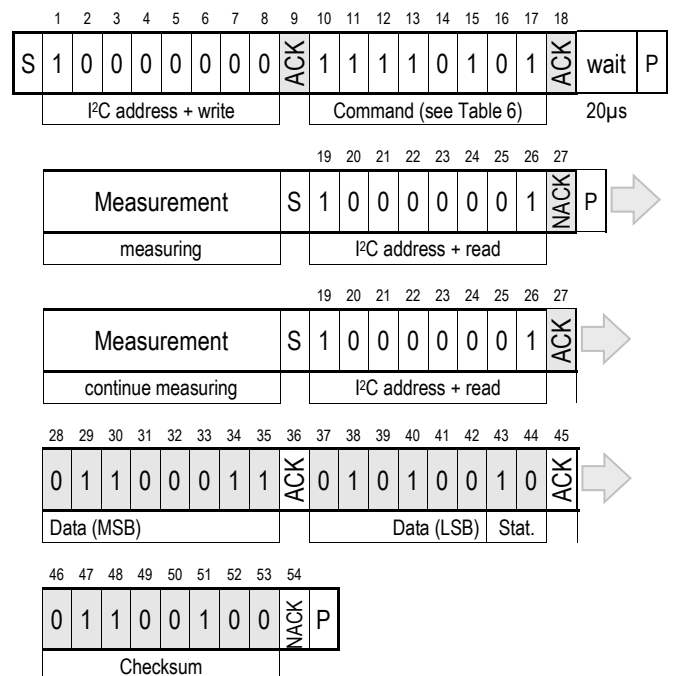 1 2 3 4 5 6 7 8 9 10 11 12 13 14 15 16 17 18
S 1 0 0 0 0 0 0 0 ACK 1 1 1 1 0 1 0 1 ACK wait P
I²C address + write Command (see Table 6) 20µs
19 20 21 22 23 24 25 26 27
Measurement S 1 0 0 0 0 0 0 1 NACK P
measuring I²C address + read
19 20 21 22 23 24 25 26 27
Measurement S 1 0 0 0 0 0 0 1 ACK
continue measuring I²C address + read
28 29 30 31 32 33 34 35 36 37 38 39 40 41 42 43 44 45
0 1 1 0 0 0 1 1 ACK 0 1 0 1 0 0 1 0 ACK
Data (MSB) Data (LSB) Stat.
46 47 48 49 50 51 52 53 54
0 1 1 0 0 1 0 0 NACK P
Checksum